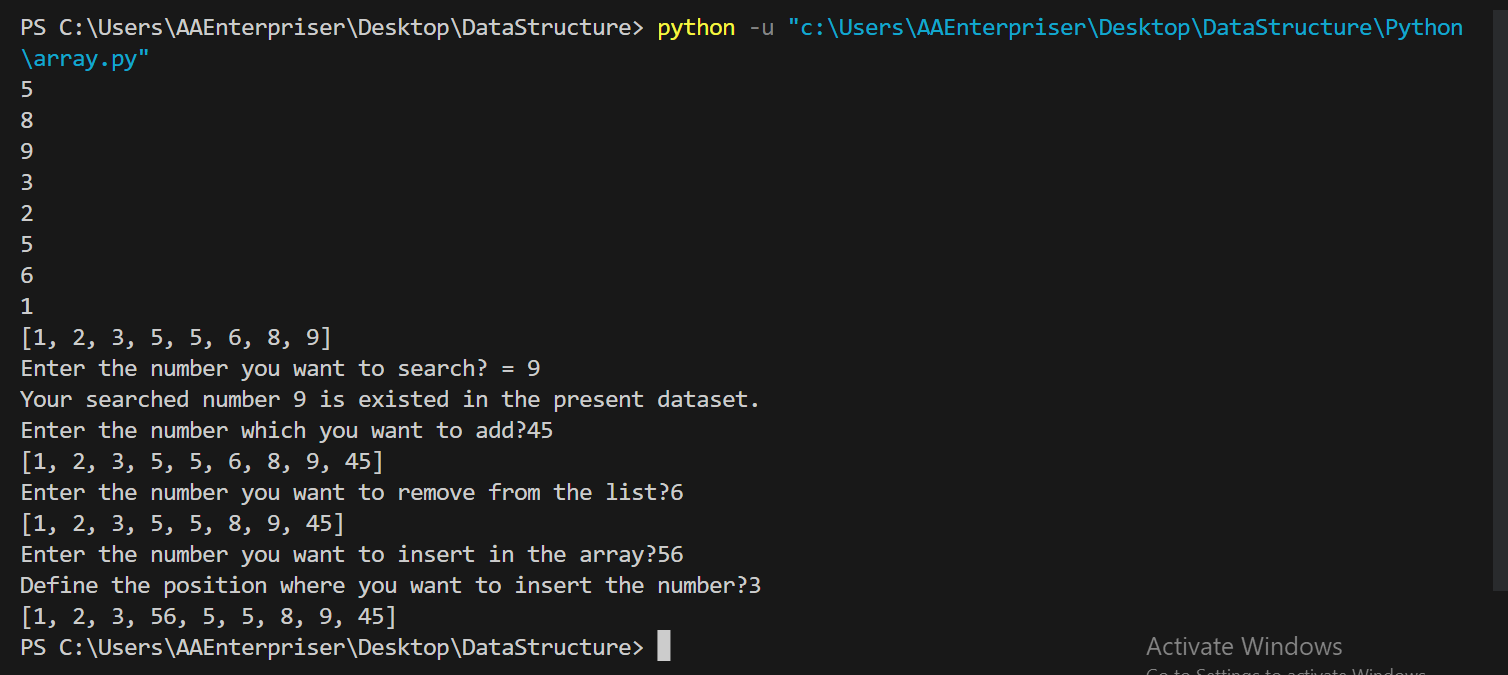 PS C:\Users\AAEnterpriser\Desktop\DataStructure> python -u "c:\Users\AAEnterpriser\Desktop\DataStructure\Python
\array.py"
5
8
9
3
2
5
6
1
[1, 2, 3, 5, 5, 6, 8, 9]
Enter the number you want to search? = 9
Your searched number 9 is existed in the present dataset.
Enter the number which you want to add?45
[1, 2, 3, 5, 5, 6, 8, 9, 45]
Enter the number you want to remove from the list?6
[1, 2, 3, 5, 5, 8, 9, 45]
Enter the number you want to insert in the array?56
Define the position where you want to insert the number?3
[1, 2, 3, 56, 5, 5, 8, 9, 45]
PS C:\Users\AAEnterpriser\Desktop\DataStructure>
Activate Windows
Go to Settings to activate Windows.